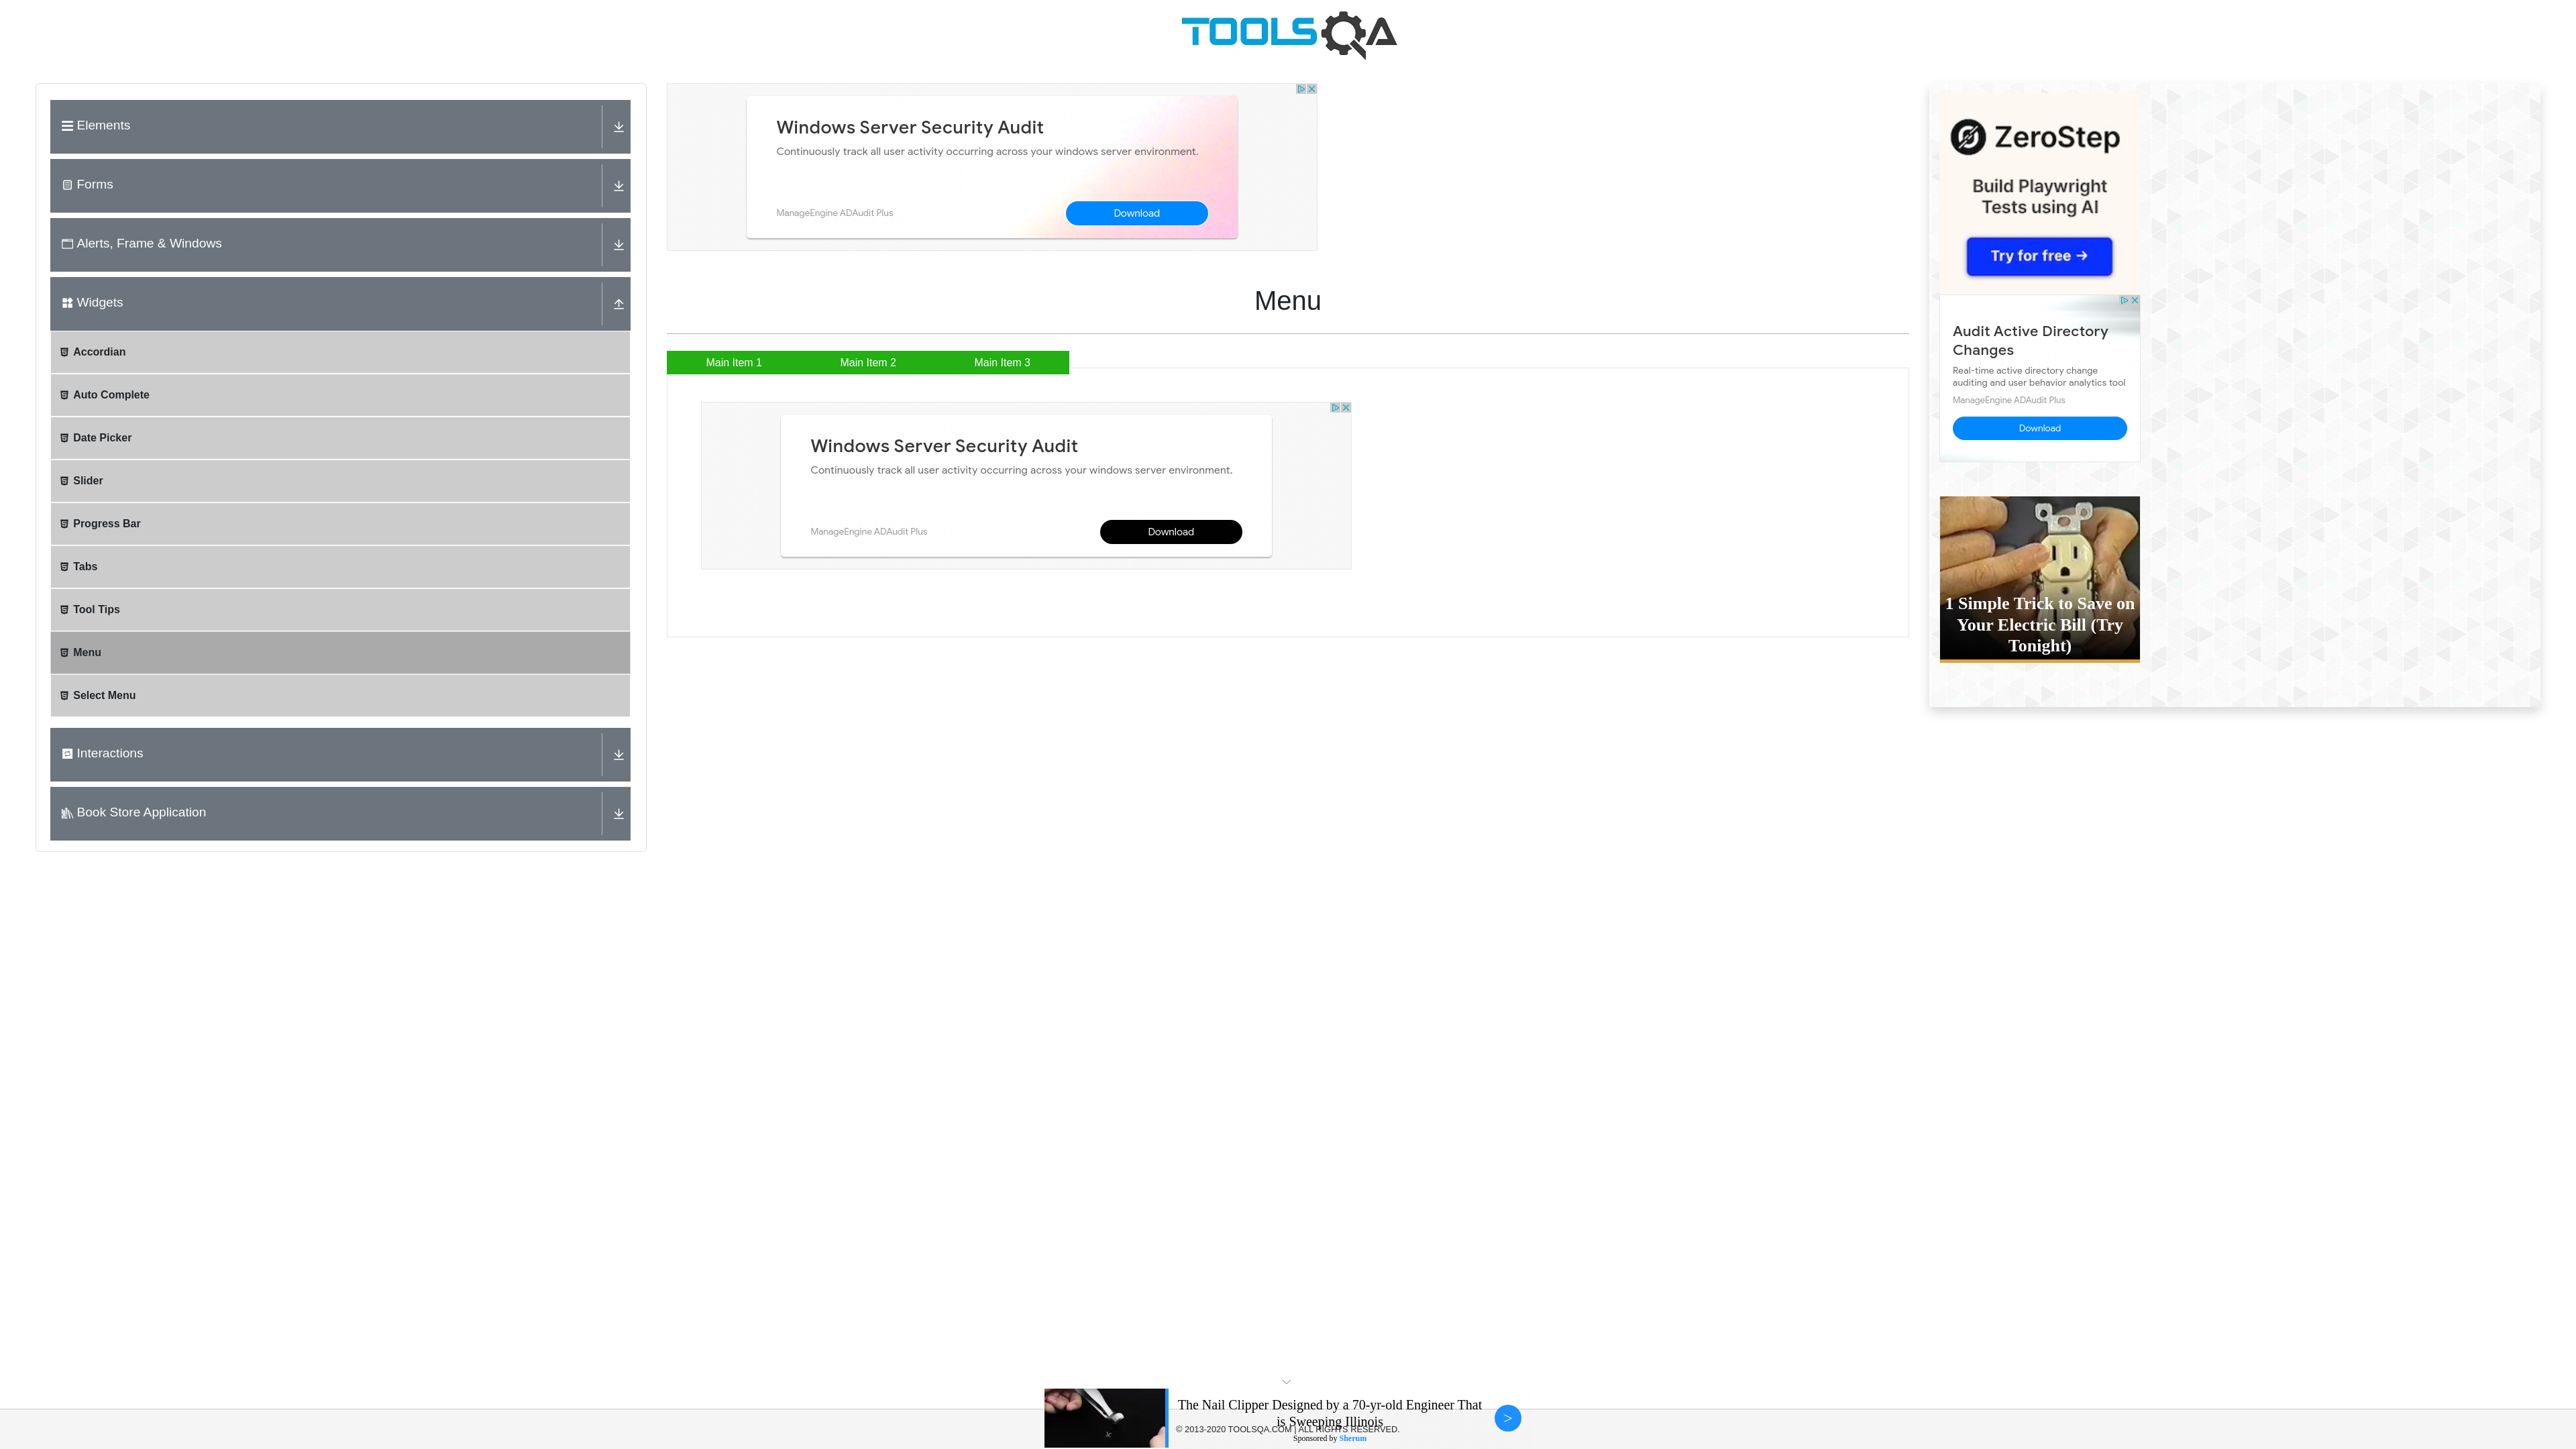 TOOLSQA
Elements
Forms
Alerts, Frame & Windows
Widgets
Accordian
Auto Complete
Date Picker
Slider
Progress Bar
Tabs
Tool Tips
Menu
Select Menu
Interactions
Book Store Application
Windows Server Security Audit
Continuously track all user activity occurring across your windows server environment.
ManageEngine ADAudit Plus
Download
Menu
Main Item 1
Main Item 2
Main Item 3
Windows Server Security Audit
Continuously track all user activity occurring across your windows server environment.
ManageEngine ADAudit Plus
Download
ZeroStep
Build Playwright
Tests using AI
Try for free →
Audit Active Directory
Changes
Real-time active directory change
auditing and user behavior analytics tool
ManageEngine ADAudit Plus
Download
1 Simple Trick to Save on
Your Electric Bill (Try
Tonight)
The Nail Clipper Designed by a 70-yr-old Engineer That
is Sweeping Illinois
© 2013-2020 TOOLSQA.COM | ALL RIGHTS RESERVED.
Sponsored by Sherum
>